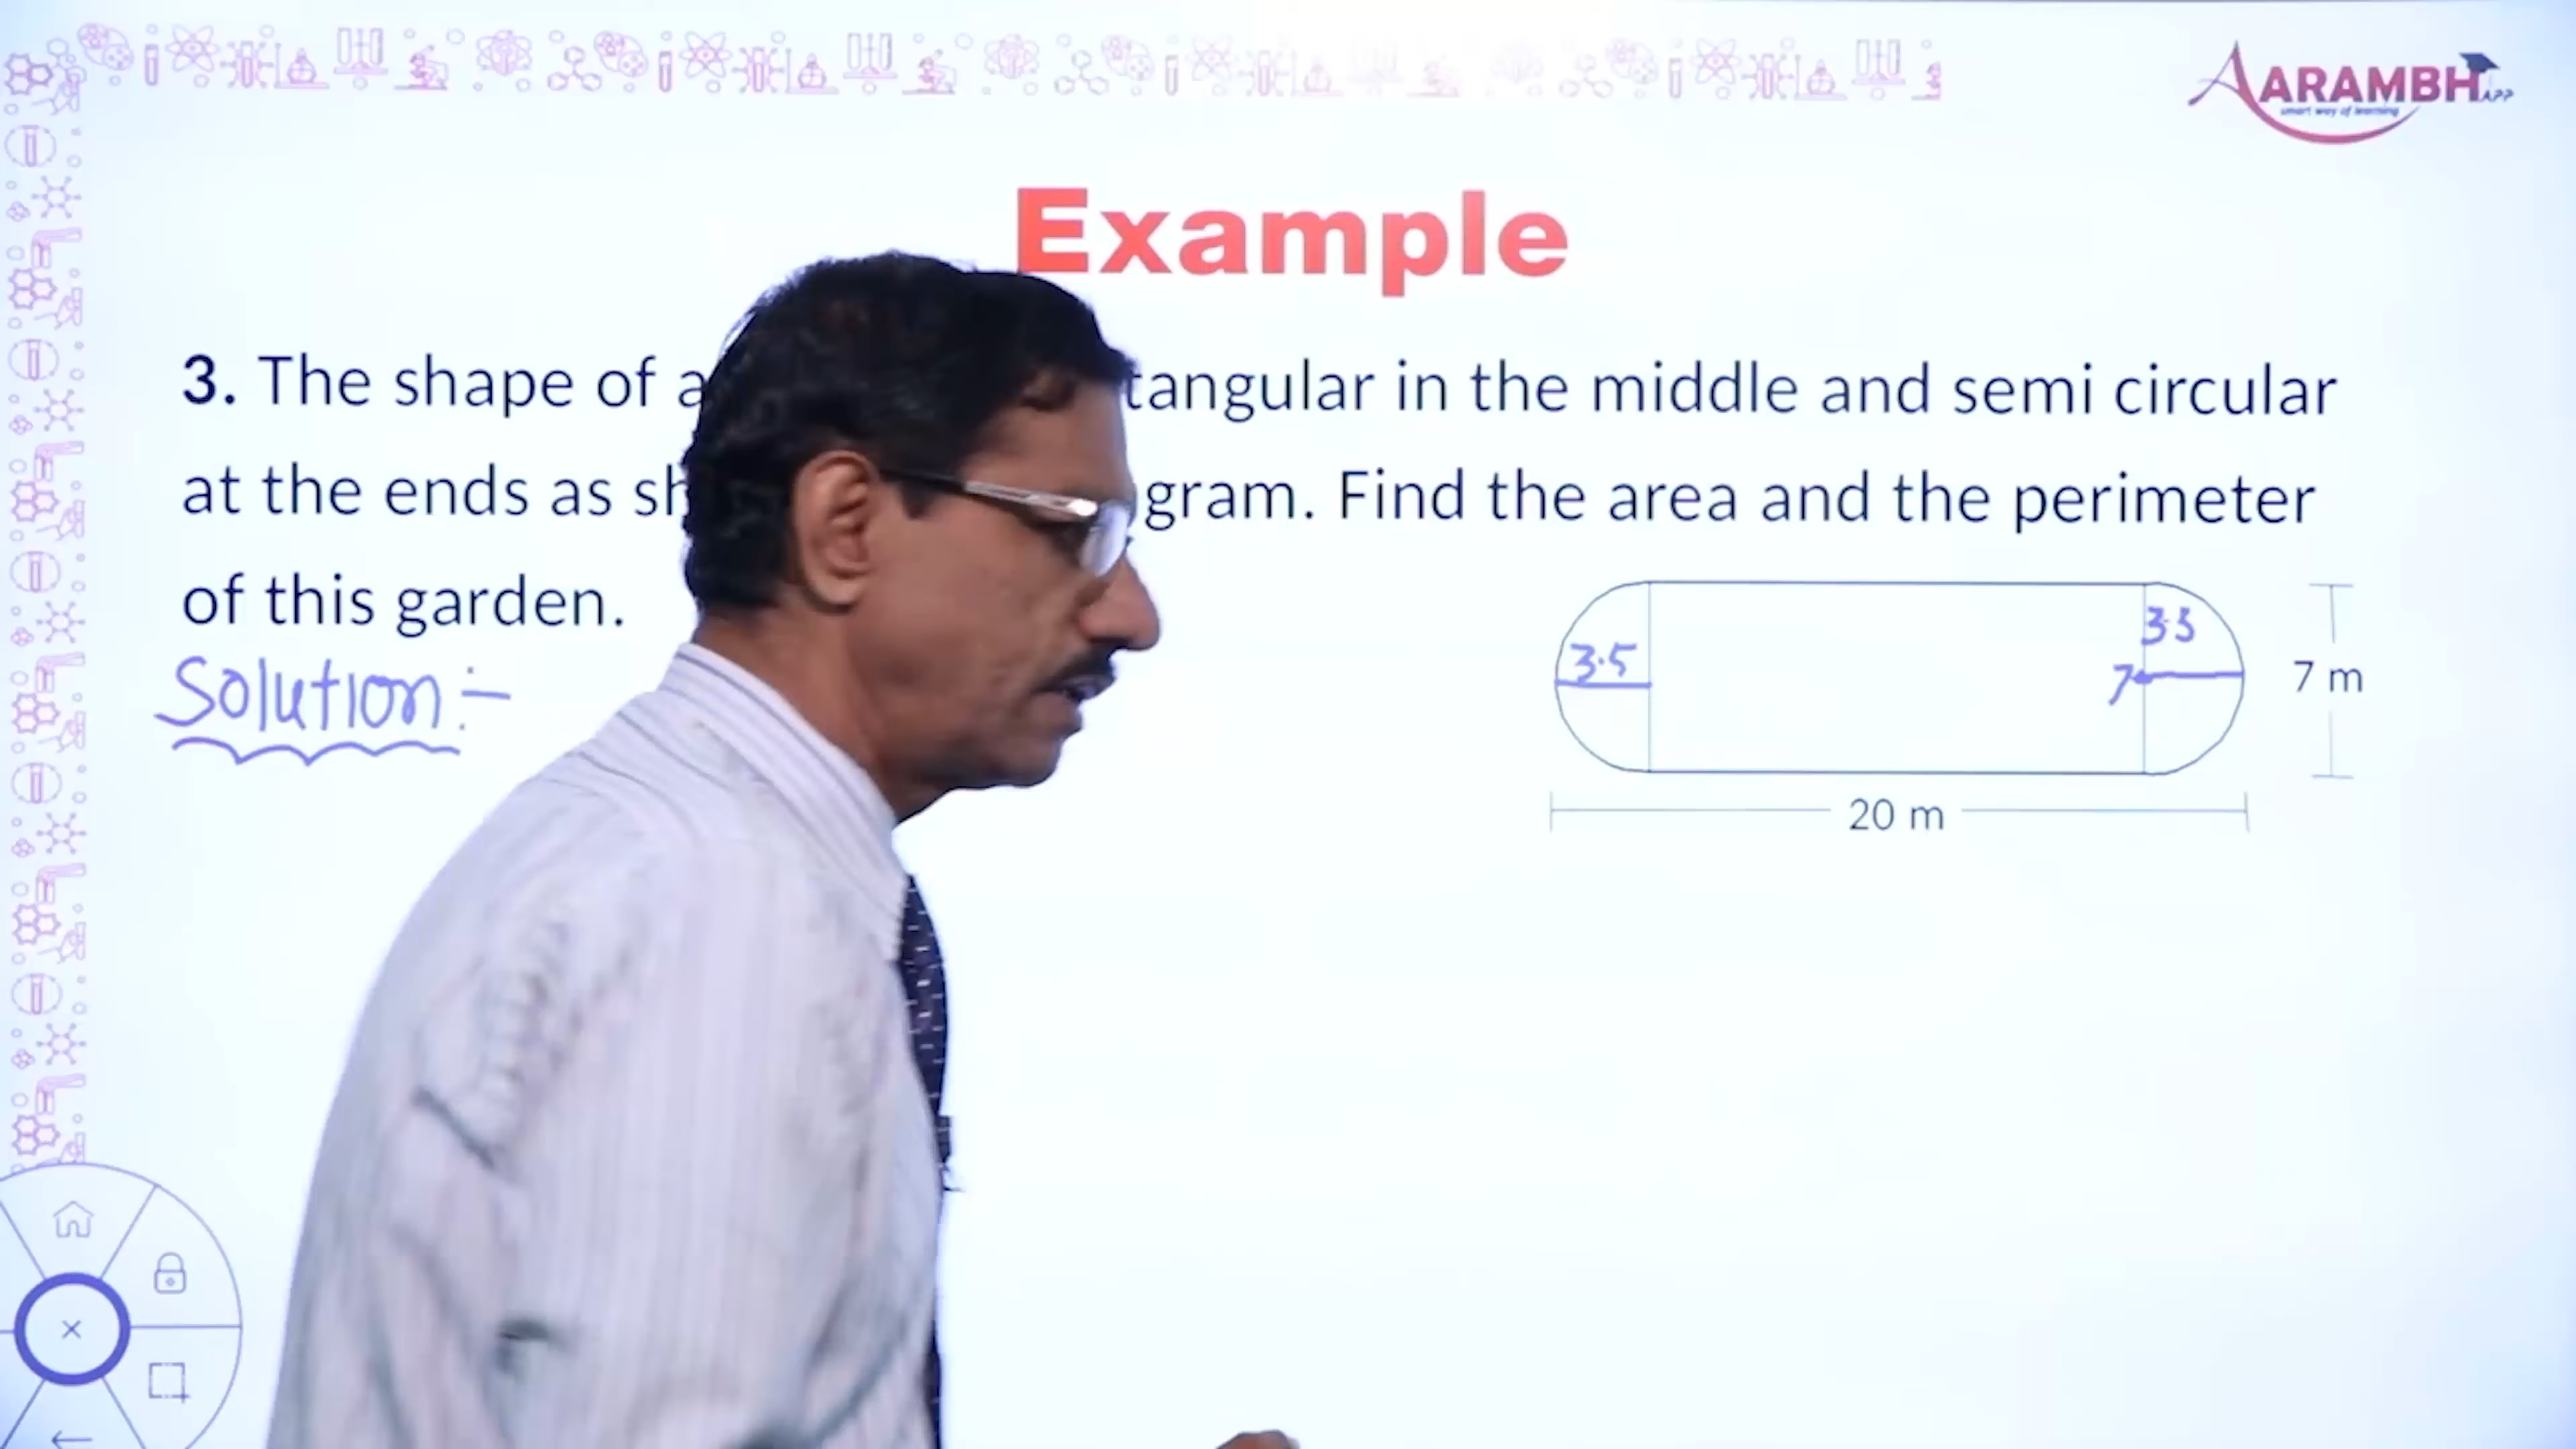 AARAMBH APP
smart way of learning
Example
3. The shape of a tangular in the middle and semi circular
at the ends as sh gram. Find the area and the perimeter
of this garden.
Solution:-
3.5
3.5
7
7 m
20 m